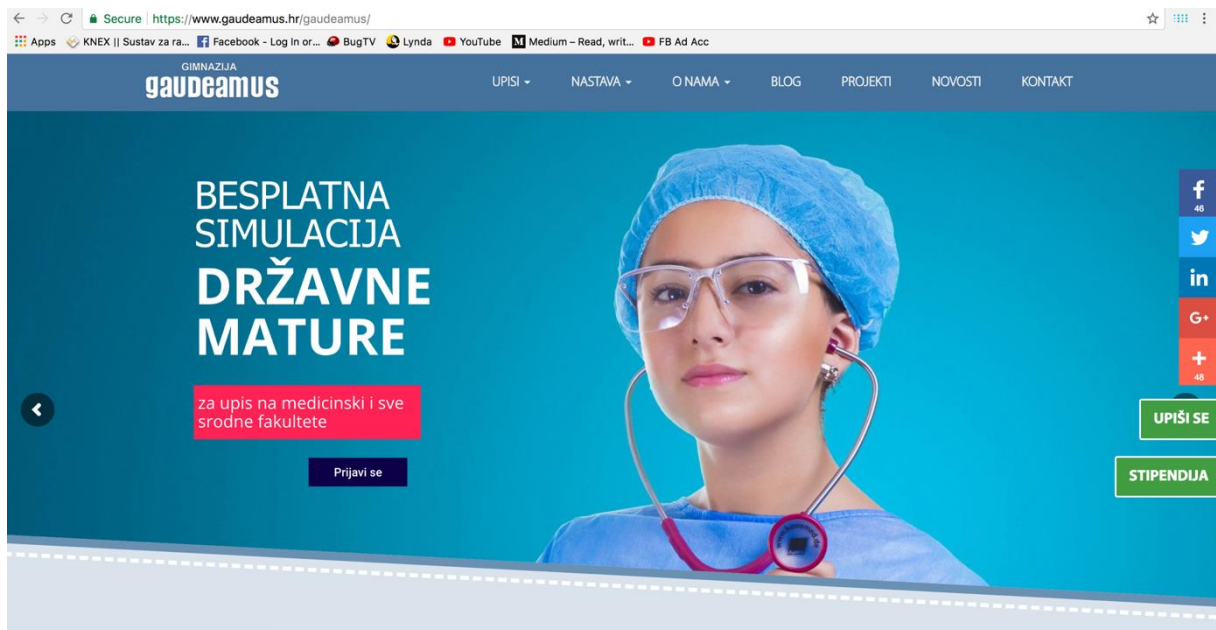 Secure https://www.gaudeamus.hr/gaudeamus/
Apps KNEX || Sustav za ra... Facebook - Log In or... BugTV Lynda YouTube Medium – Read, writ... FB Ad Acc
GIMNAZIJA
gaudeamus
UPISI NASTAVA O NAMA BLOG PROJEKTI NOVOSTI KONTAKT
BESPLATNA
SIMULACIJA
DRŽAVNE
MATURE
za upis na medicinski i sve
srodne fakultete
Prijavi se
46
in
G+
48
UPIŠI SE
STIPENDIJA